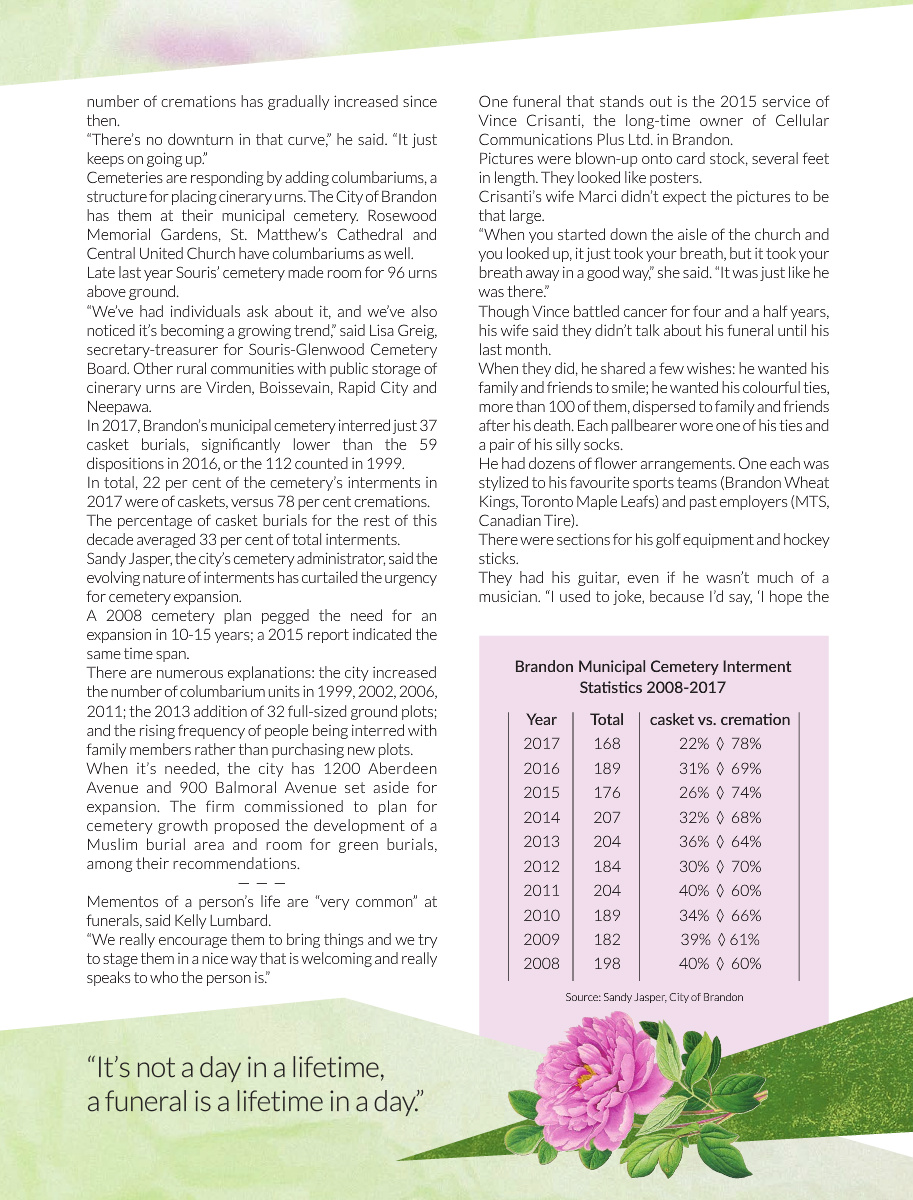 number of cremations has gradually increased since
then.
“There’s no downturn in that curve,” he said. “It just
keeps on going up.”
Cemeteries are responding by adding columbariums, a
structure for placing cinerary urns. The City of Brandon
has them at their municipal cemetery. Rosewood
Memorial Gardens, St. Matthew’s Cathedral and
Central United Church have columbariums as well.
Late last year Souris’ cemetery made room for 96 urns
above ground.
“We’ve had individuals ask about it, and we’ve also
noticed it’s becoming a growing trend,” said Lisa Greig,
secretary-treasurer for Souris-Glenwood Cemetery
Board. Other rural communities with public storage of
cinerary urns are Virden, Boissevain, Rapid City and
Neepawa.
In 2017, Brandon’s municipal cemetery interred just 37
casket burials, significantly lower than the 59
dispositions in 2016, or the 112 counted in 1999.
In total, 22 per cent of the cemetery’s interments in
2017 were of caskets, versus 78 per cent cremations.
The percentage of casket burials for the rest of this
decade averaged 33 per cent of total interments.
Sandy Jasper, the city’s cemetery administrator, said the
evolving nature of interments has curtailed the urgency
for cemetery expansion.
A 2008 cemetery plan pegged the need for an
expansion in 10-15 years; a 2015 report indicated the
same time span.
There are numerous explanations: the city increased
the number of columbarium units in 1999, 2002, 2006,
2011; the 2013 addition of 32 full-sized ground plots;
and the rising frequency of people being interred with
family members rather than purchasing new plots.
When it’s needed, the city has 1200 Aberdeen
Avenue and 900 Balmoral Avenue set aside for
expansion. The firm commissioned to plan for
cemetery growth proposed the development of a
Muslim burial area and room for green burials,
among their recommendations.
— — —
Mementos of a person’s life are “very common” at
funerals, said Kelly Lumbard.
“We really encourage them to bring things and we try
to stage them in a nice way that is welcoming and really
speaks to who the person is.”
One funeral that stands out is the 2015 service of
Vince Crisanti, the long-time owner of Cellular
Communications Plus Ltd. in Brandon.
Pictures were blown-up onto card stock, several feet
in length. They looked like posters.
Crisanti’s wife Marci didn’t expect the pictures to be
that large.
“When you started down the aisle of the church and
you looked up, it just took your breath, but it took your
breath away in a good way,” she said. “It was just like he
was there.”
Though Vince battled cancer for four and a half years,
his wife said they didn’t talk about his funeral until his
last month.
When they did, he shared a few wishes: he wanted his
family and friends to smile; he wanted his colourful ties,
more than 100 of them, dispersed to family and friends
after his death. Each pallbearer wore one of his ties and
a pair of his silly socks.
He had dozens of flower arrangements. One each was
stylized to his favourite sports teams (Brandon Wheat
Kings, Toronto Maple Leafs) and past employers (MTS,
Canadian Tire).
There were sections for his golf equipment and hockey
sticks.
They had his guitar, even if he wasn’t much of a
musician. “I used to joke, because I’d say, ‘I hope the
Brandon Municipal Cemetery Interment
Statistics 2008-2017
Year Total casket vs. cremation
2017 168 22% ◊ 78%
2016 189 31% ◊ 69%
2015 176 26% ◊ 74%
2014 207 32% ◊ 68%
2013 204 36% ◊ 64%
2012 184 30% ◊ 70%
2011 204 40% ◊ 60%
2010 189 34% ◊ 66%
2009 182 39% ◊ 61%
2008 198 40% ◊ 60%
Source: Sandy Jasper, City of Brandon
“It’s not a day in a lifetime,
a funeral is a lifetime in a day.”